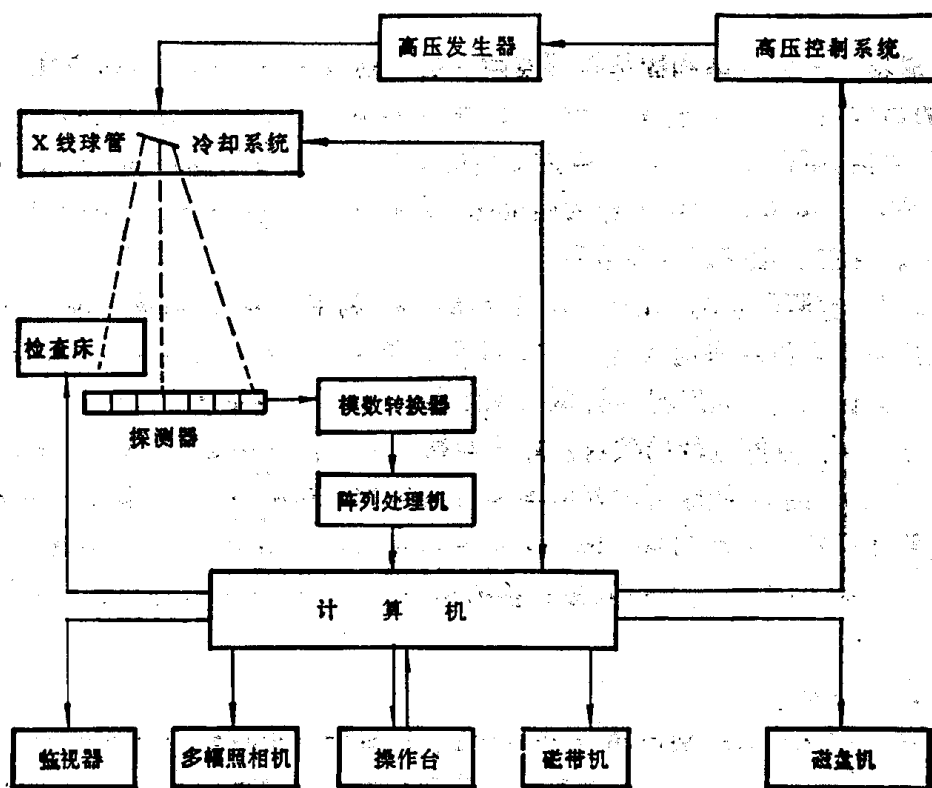 高压发生器
高压控制系统
X线球管 冷却系统
检查床
模数转换器
探测器
阵列处理机
计算机
监视器
多幅照相机
操作台
磁带机
磁盘机